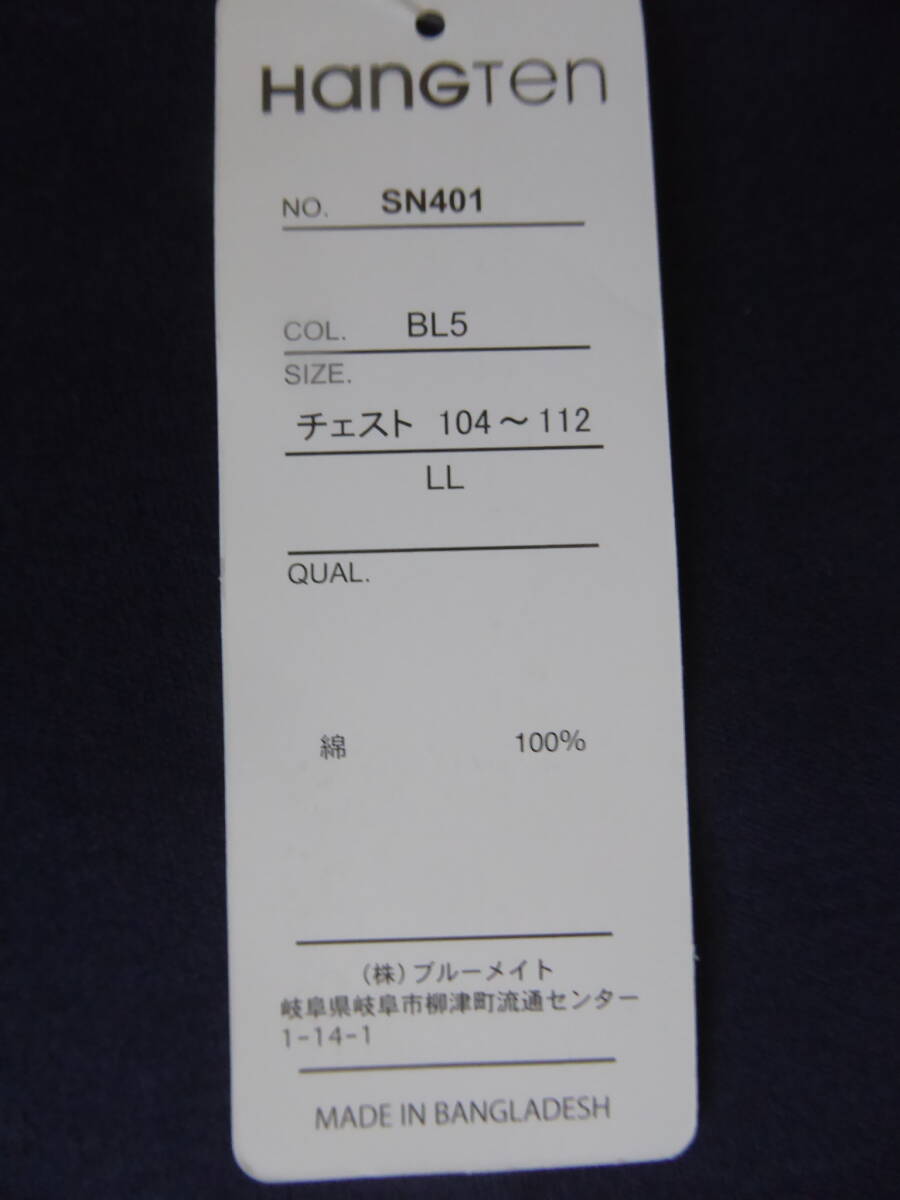 HanGTen
NO. SN401
COL. BL5
SIZE.
チェスト 104～112
LL
QUAL.
綿 100%
(株)ブルーメイト
岐阜県岐阜市柳津町流通センター
1-14-1
MADE IN BANGLADESH